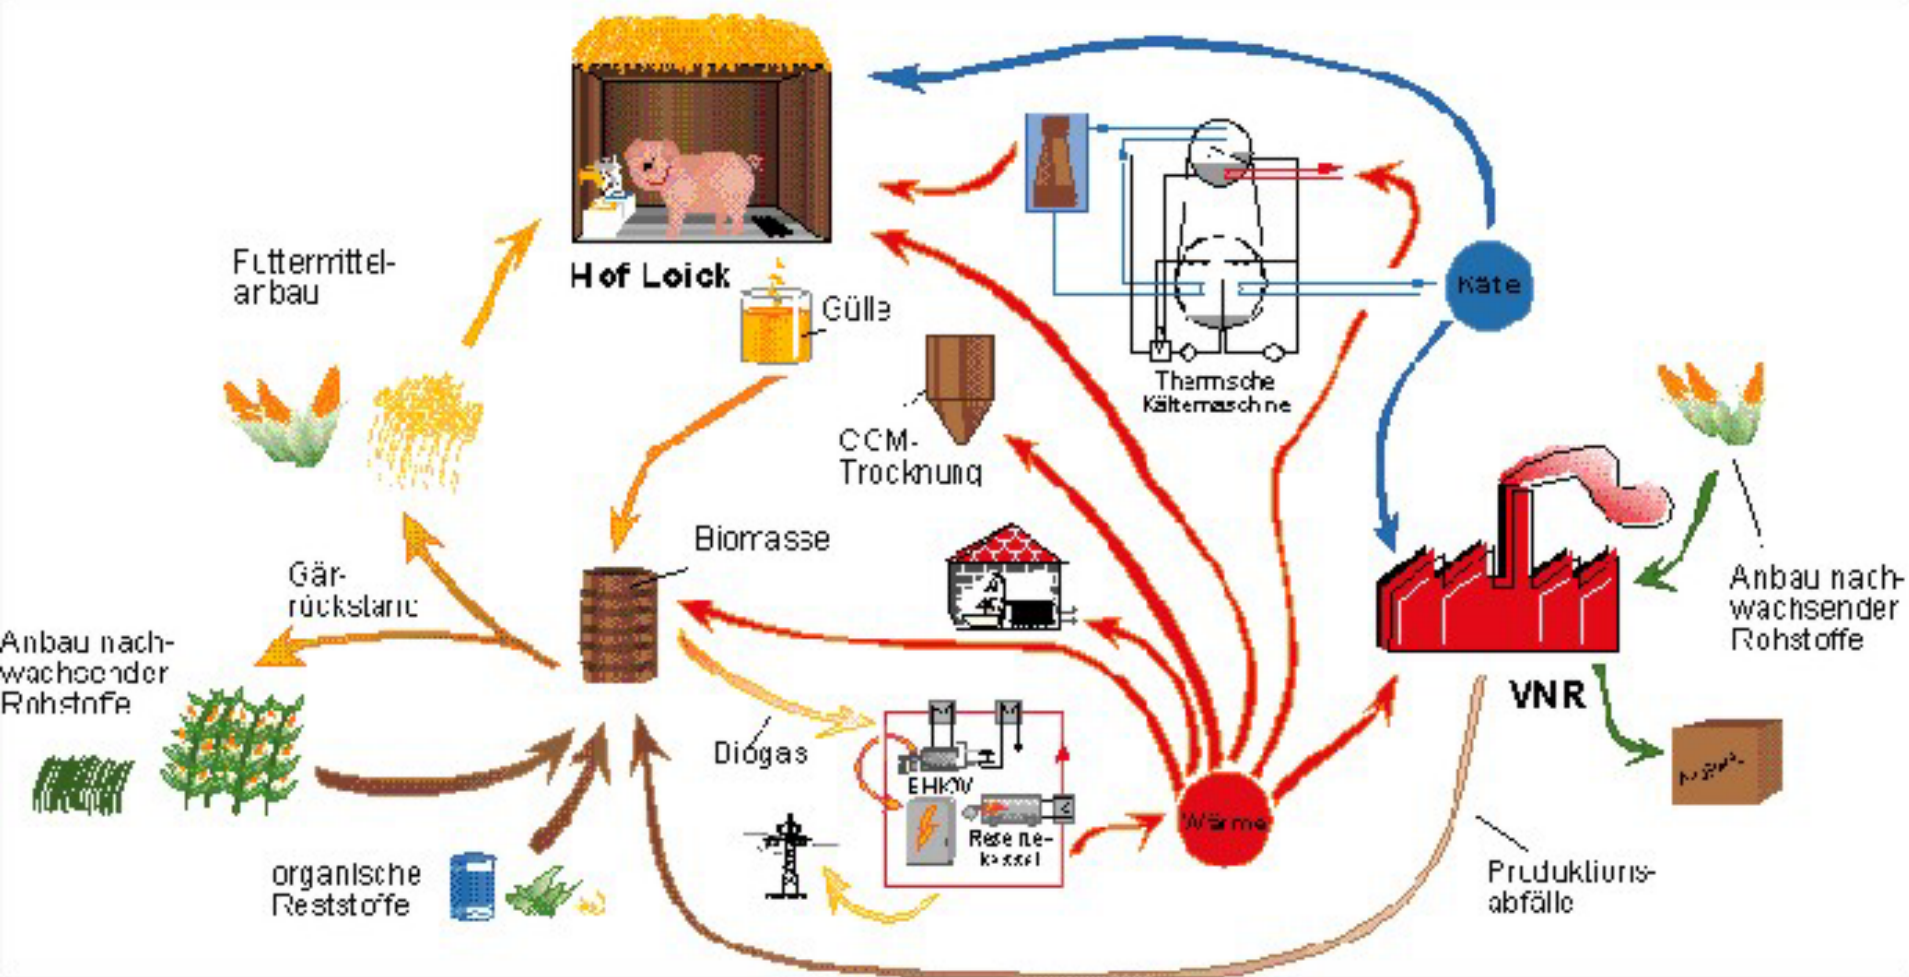 Futtermittel-
anbau
Hof Loick
Gülle
Käte
Thermische
Kältemaschine
CCM-
Trocknung
Biomasse
Gär-
rückstand
Anbau nach-
wachsender
Rohstoffe
Anbau nach-
wachsender
Rohstoffe
VNR
Biogas
BHKW
Reserve-
kessel
Wärme
organische
Reststoffe
Produktions-
abfälle